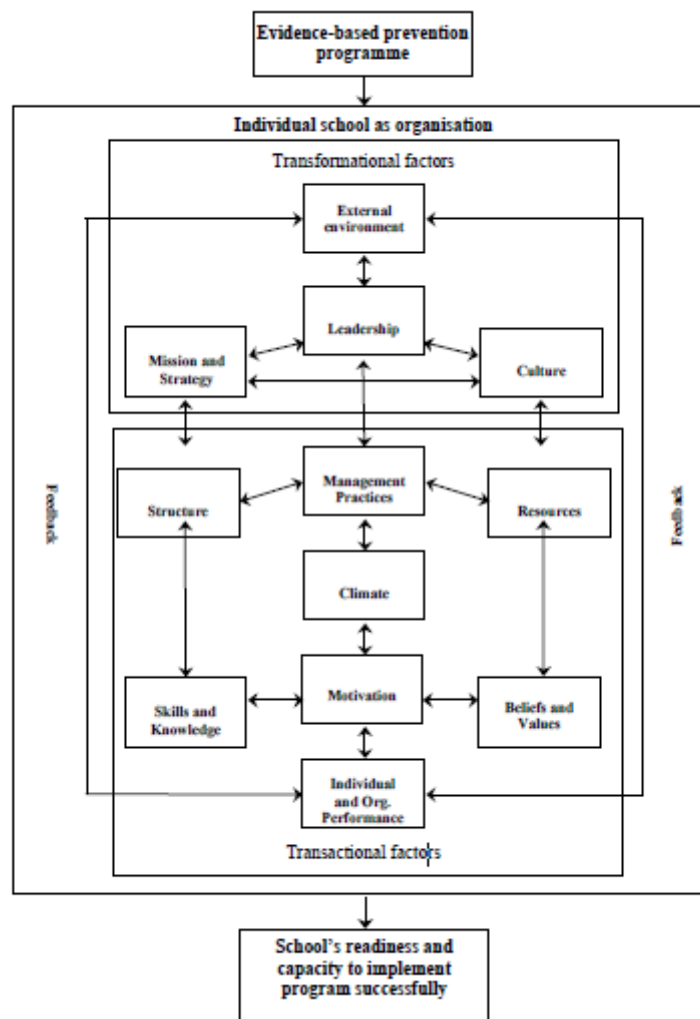 Evidence-based prevention
programme
Individual school as organisation
Transformational factors
External
environment
Leadership
Mission and
Strategy
Culture
Feedback
Feedback
Management
Practices
Structure
Resources
Climate
Motivation
Skills and
Knowledge
Beliefs and
Values
Individual
and Org.
Performance
Transactional factors
School's readiness and
capacity to implement
program successfully